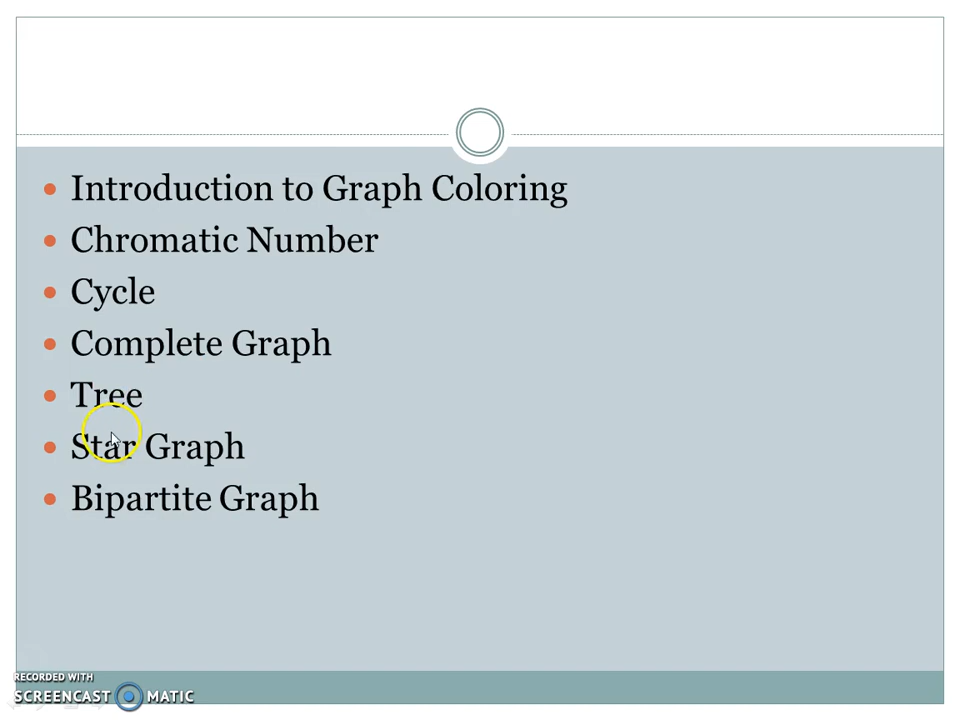 Introduction to Graph Coloring
Chromatic Number
Cycle
Complete Graph
Tree
Star Graph
Bipartite Graph
RECORDED WITH
SCREENCAST MATIC